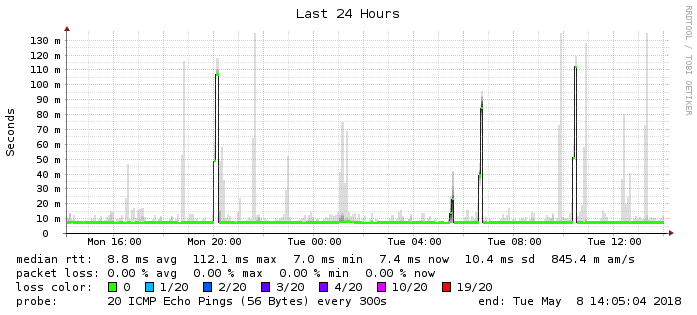 Last 24 Hours
RRDTOOL / TOBI OETIKER
Seconds
130 m
120 m
110 m
100 m
90 m
80 m
70 m
60 m
50 m
40 m
30 m
20 m
10 m
0
Mon 16:00 Mon 20:00 Tue 00:00 Tue 04:00 Tue 08:00 Tue 12:00
median rtt: 8.8 ms avg 112.1 ms max 7.0 ms min 7.4 ms now 10.4 ms sd 845.4 m am/s
packet loss: 0.00 % avg 0.00 % max 0.00 % min 0.00 % now
loss color: 0 1/20 2/20 3/20 4/20 10/20 19/20
probe: 20 ICMP Echo Pings (56 Bytes) every 300s end: Tue May 8 14:05:04 2018